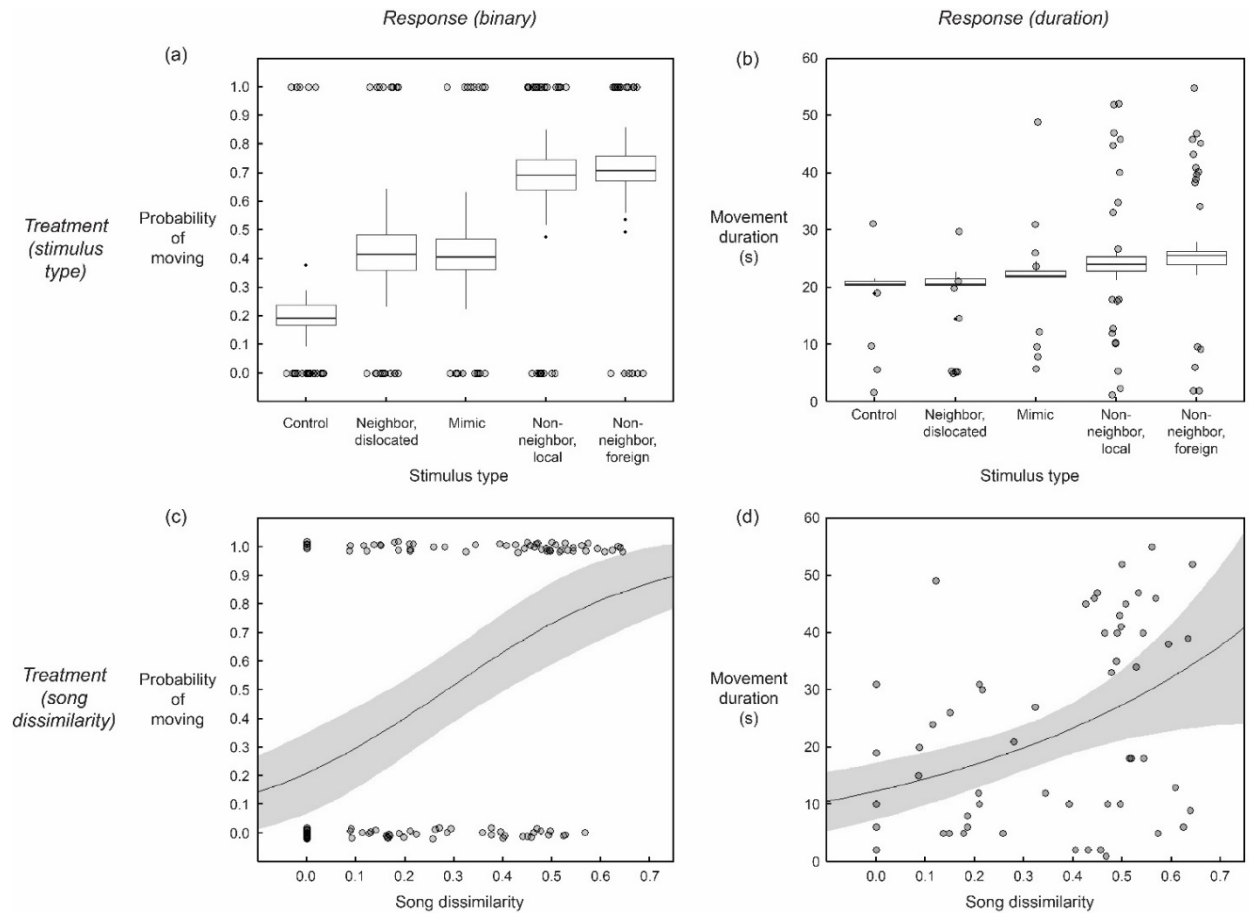 Response (binary)
Response (duration)
(a)
1.0
0.9
0.8
0.7
0.6
0.5
0.4
0.3
0.2
0.1
0.0
Treatment
(stimulus
type)
Probability
of
moving
Control
Neighbor,
dislocated
Mimic
Non-
neighbor,
local
Non-
neighbor,
foreign
Stimulus type
(b)
60
50
40
30
20
10
0
Movement
duration
(s)
Control
Neighbor,
dislocated
Mimic
Non-
neighbor,
local
Non-
neighbor,
foreign
Stimulus type
(c)
1.0
0.9
0.8
0.7
0.6
0.5
0.4
0.3
0.2
0.1
0.0
Treatment
(song
dissimilarity)
Probability
of
moving
0.0 0.1 0.2 0.3 0.4 0.5 0.6 0.7
Song dissimilarity
(d)
60
50
40
30
20
10
0
Movement
duration
(s)
0.0 0.1 0.2 0.3 0.4 0.5 0.6 0.7
Song dissimilarity